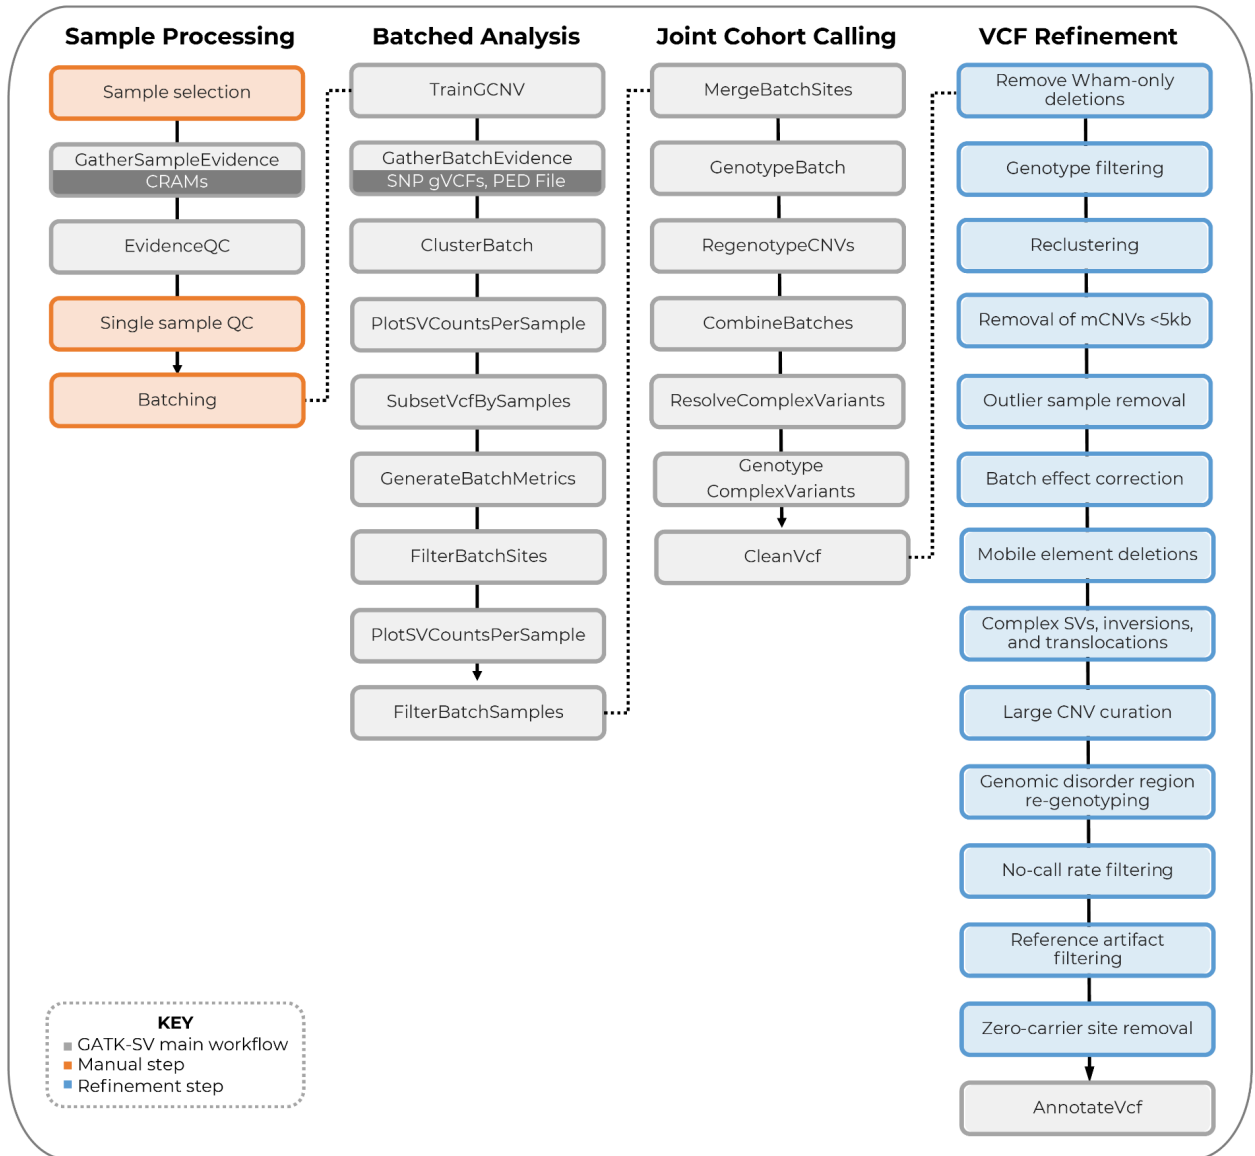 Sample Processing
Sample selection
GatherSampleEvidence
CRAMs
EvidenceQC
Single sample QC
Batching
Batched Analysis
TrainGCNV
GatherBatchEvidence
SNP gVCFs, PED File
ClusterBatch
PlotSVCountsPerSample
SubsetVcfBySamples
GenerateBatchMetrics
FilterBatchSites
PlotSVCountsPerSample
FilterBatchSamples
Joint Cohort Calling
MergeBatchSites
GenotypeBatch
RegenotypeCNVs
CombineBatches
ResolveComplexVariants
Genotype
ComplexVariants
CleanVcf
VCF Refinement
Remove Wham-only
deletions
Genotype filtering
Reclustering
Removal of mCNVs <5kb
Outlier sample removal
Batch effect correction
Mobile element deletions
Complex SVs, inversions,
and translocations
Large CNV curation
Genomic disorder region
re-genotyping
No-call rate filtering
Reference artifact
filtering
Zero-carrier site removal
AnnotateVcf
KEY
GATK-SV main workflow
Manual step
Refinement step